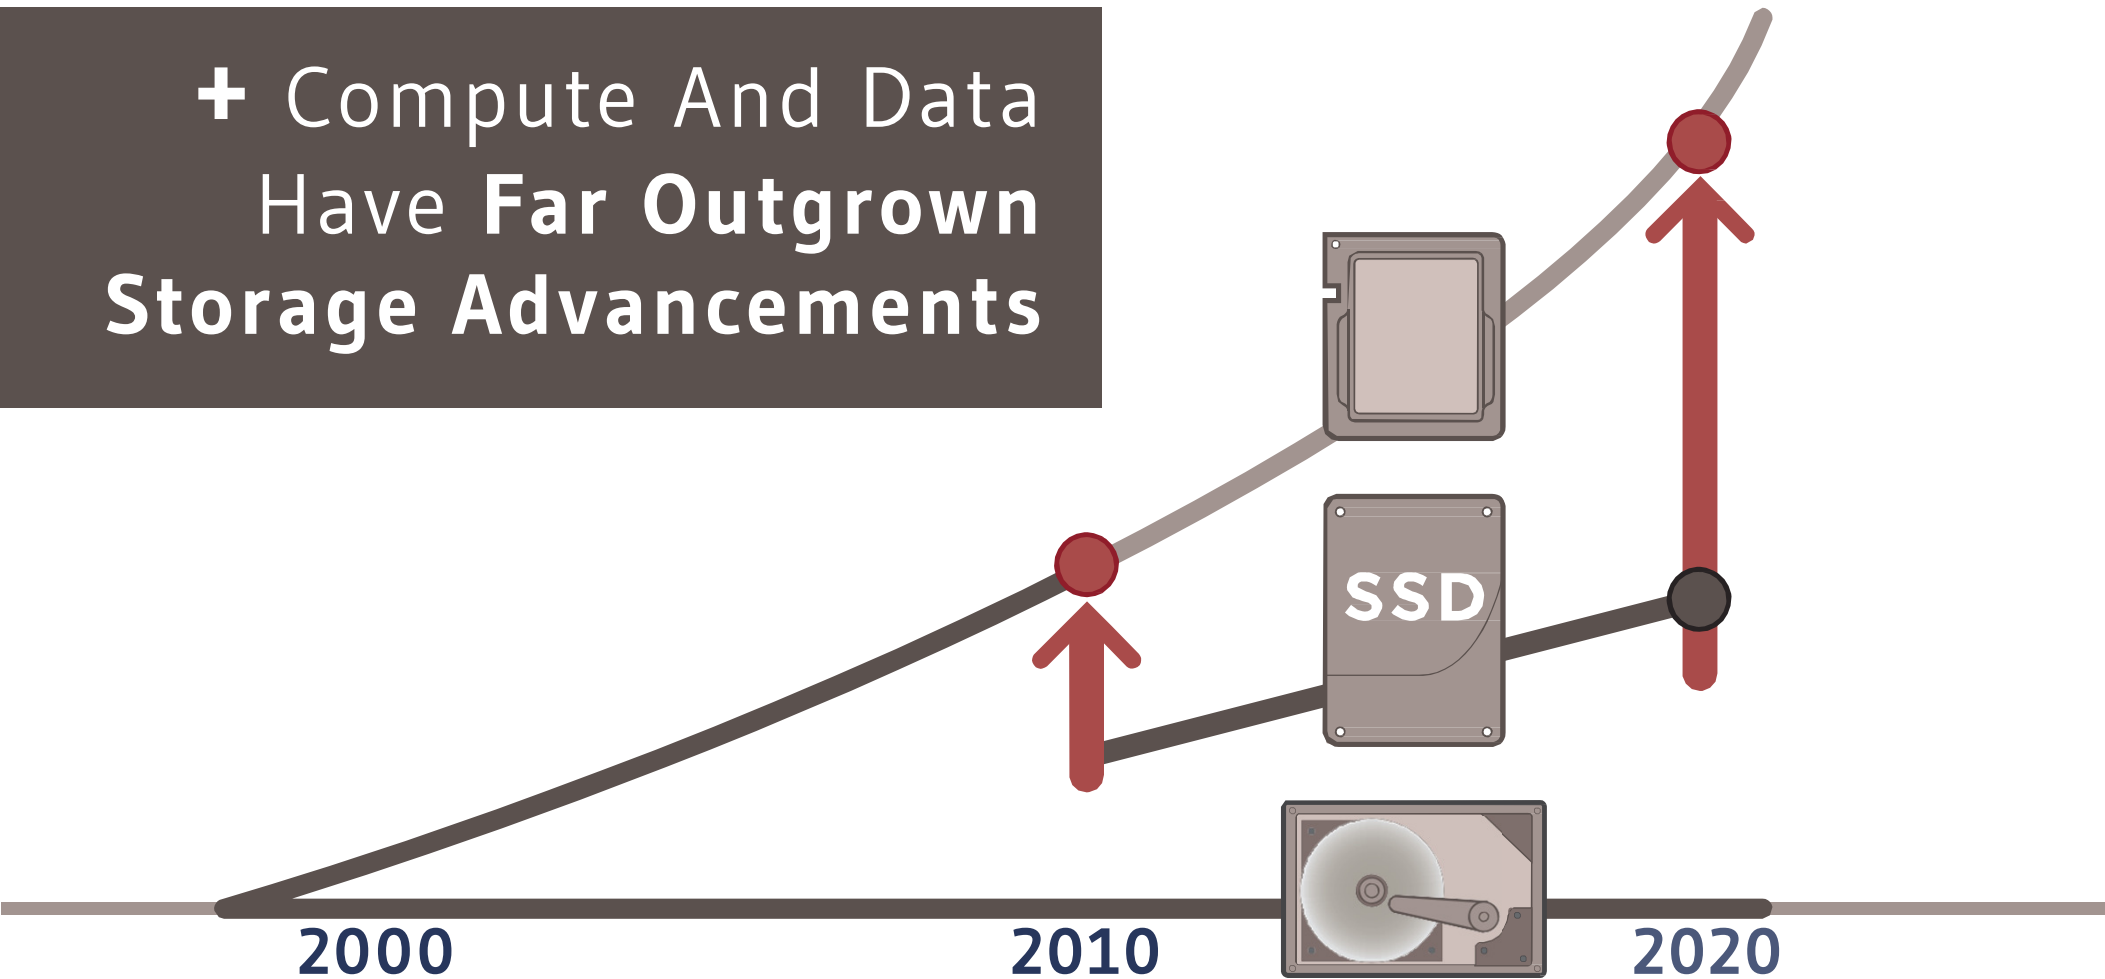 + Compute And Data
Have Far Outgrown
Storage Advancements
SSD
2000
2010
2020